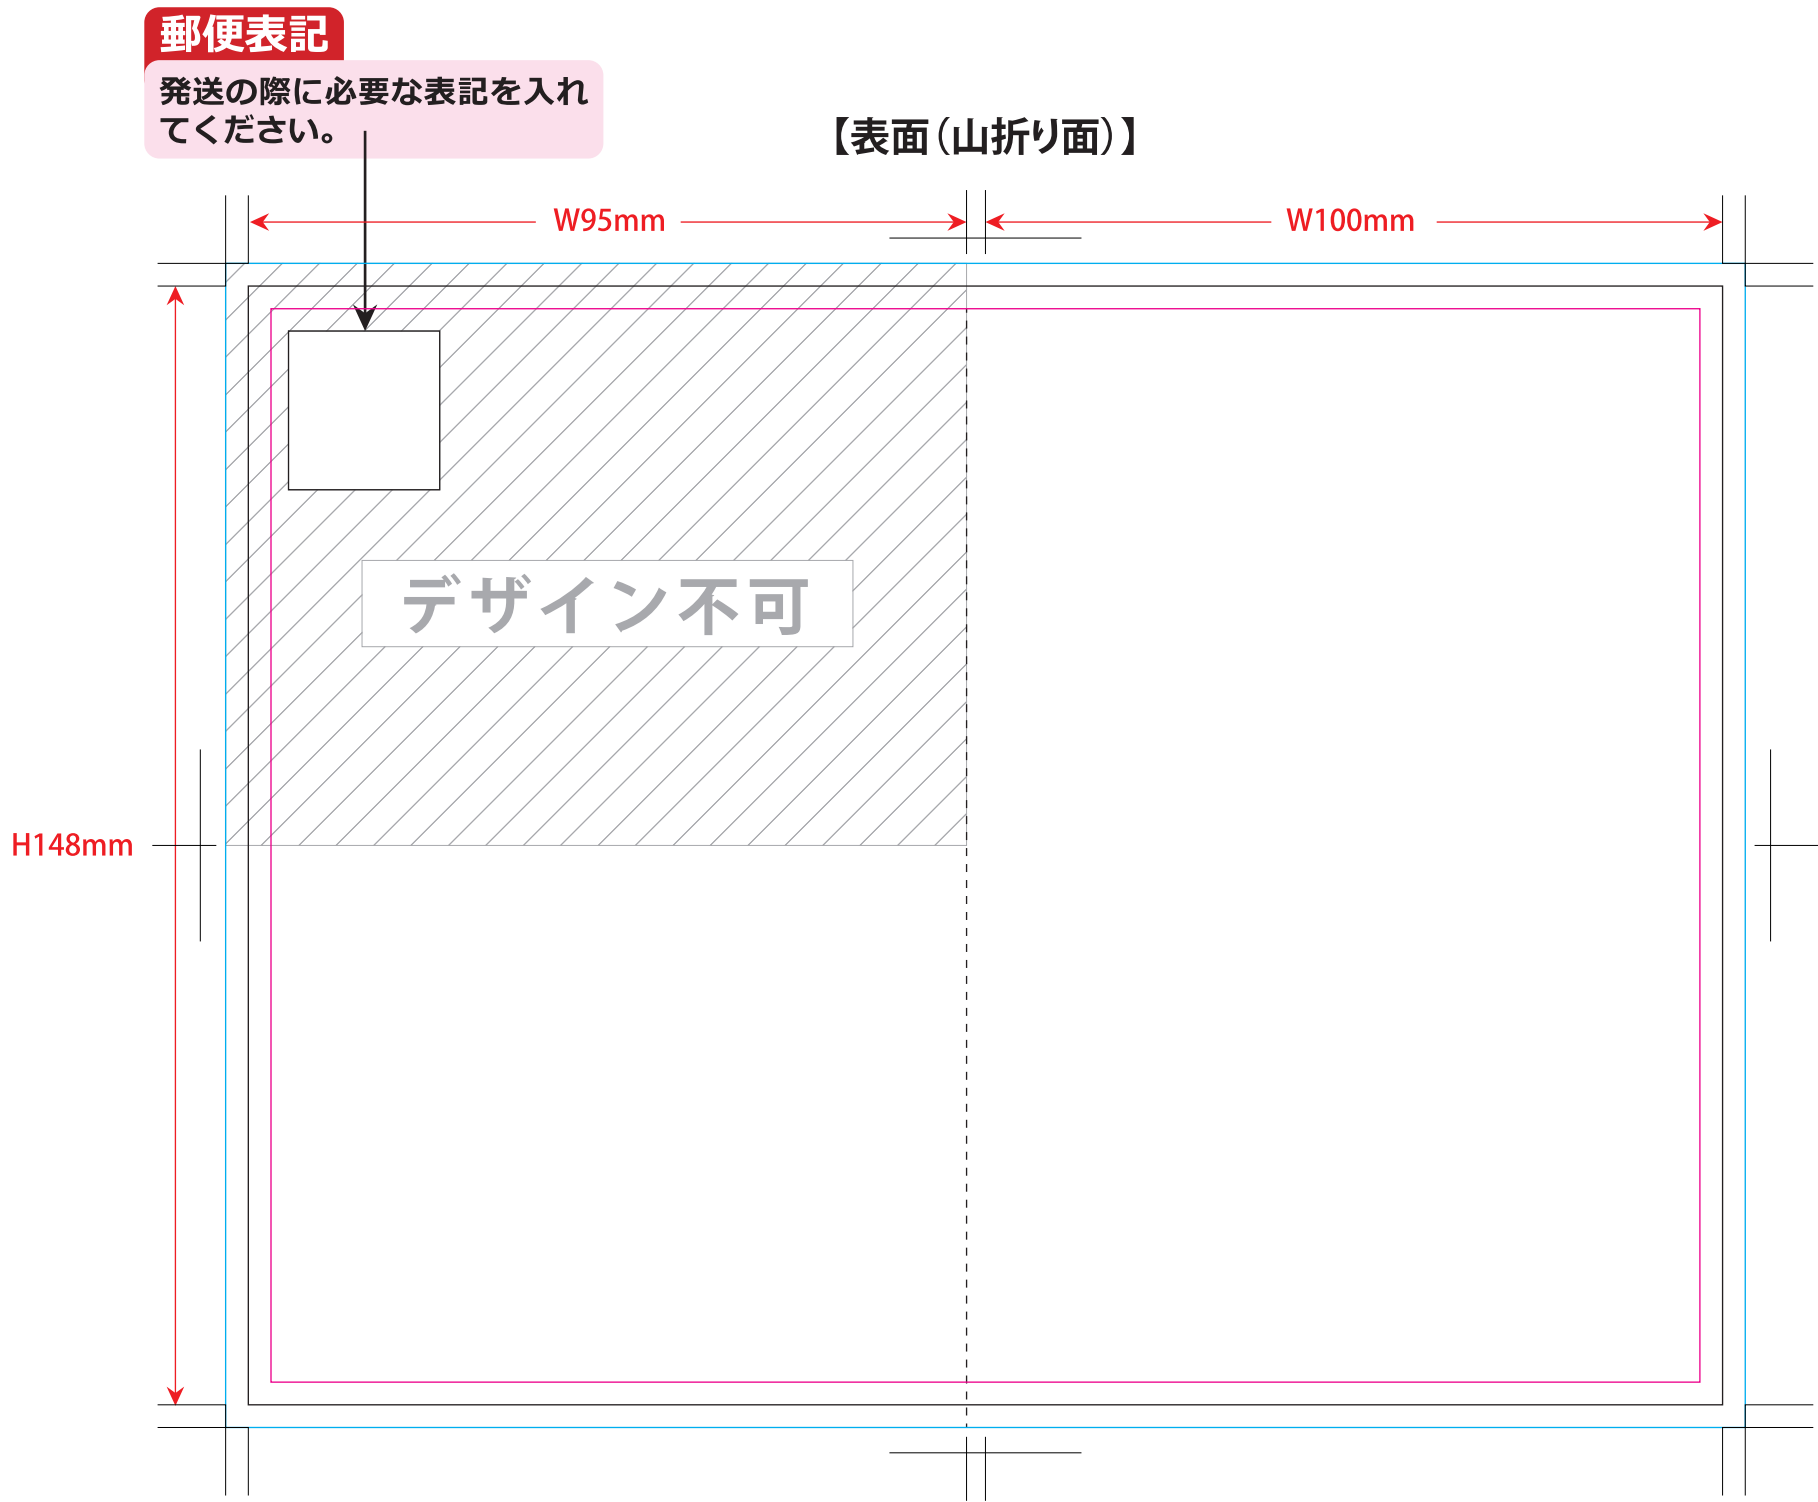 郵便表記
発送の際に必要な表記を入れ
てください。
【表面（山折り面）】
W95mm
W100mm
デザイン不可
H148mm